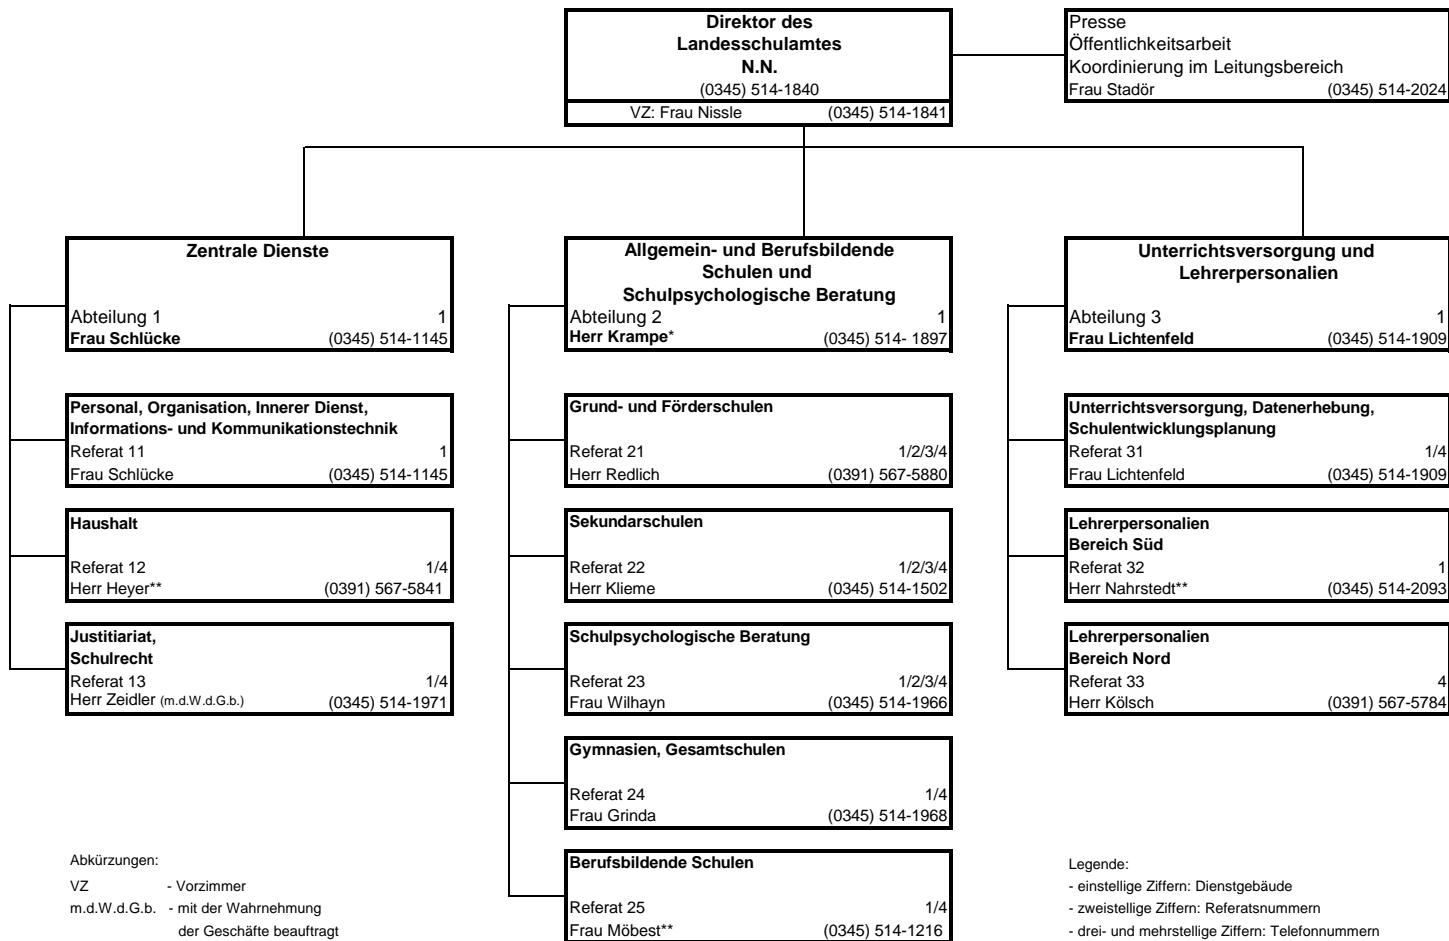 Direktor des
Landesschulamtes
N.N.
(0345) 514-1840
VZ: Frau Nissle (0345) 514-1841
Presse
Öffentlichkeitsarbeit
Koordinierung im Leitungsbereich
Frau Stadör (0345) 514-2024
Zentrale Dienste
Abteilung 1 1
Frau Schlücke (0345) 514-1145
Personal, Organisation, Innerer Dienst,
Informations- und Kommunikationstechnik
Referat 11 1
Frau Schlücke (0345) 514-1145
Haushalt
Referat 12 1/4
Herr Heyer** (0391) 567-5841
Justitiariat,
Schulrecht
Referat 13 1/4
Herr Zeidler (m.d.W.d.G.b.) (0345) 514-1971
Allgemein- und Berufsbildende
Schulen und
Schulpsychologische Beratung
Abteilung 2 1
Herr Krampe* (0345) 514- 1897
Grund- und Förderschulen
Referat 21 1/2/3/4
Herr Redlich (0391) 567-5880
Sekundarschulen
Referat 22 1/2/3/4
Herr Klieme (0345) 514-1502
Schulpsychologische Beratung
Referat 23 1/2/3/4
Frau Wilhayn (0345) 514-1966
Gymnasien, Gesamtschulen
Referat 24 1/4
Frau Grinda (0345) 514-1968
Berufsbildende Schulen
Referat 25 1/4
Frau Möbest** (0345) 514-1216
Unterrichtsversorgung und
Lehrerpersonalien
Abteilung 3 1
Frau Lichtenfeld (0345) 514-1909
Unterrichtsversorgung, Datenerhebung,
Schulentwicklungsplanung
Referat 31 1/4
Frau Lichtenfeld (0345) 514-1909
Lehrerpersonalien
Bereich Süd
Referat 32 1
Herr Nahrstedt** (0345) 514-2093
Lehrerpersonalien
Bereich Nord
Referat 33 4
Herr Kölsch (0391) 567-5784
Abkürzungen:
VZ - Vorzimmer
m.d.W.d.G.b. - mit der Wahrnehmung
der Geschäfte beauftragt
Legende:
- einstellige Ziffern: Dienstgebäude
- zweistellige Ziffern: Referatsnummern
- drei- und mehrstellige Ziffern: Telefonnummern